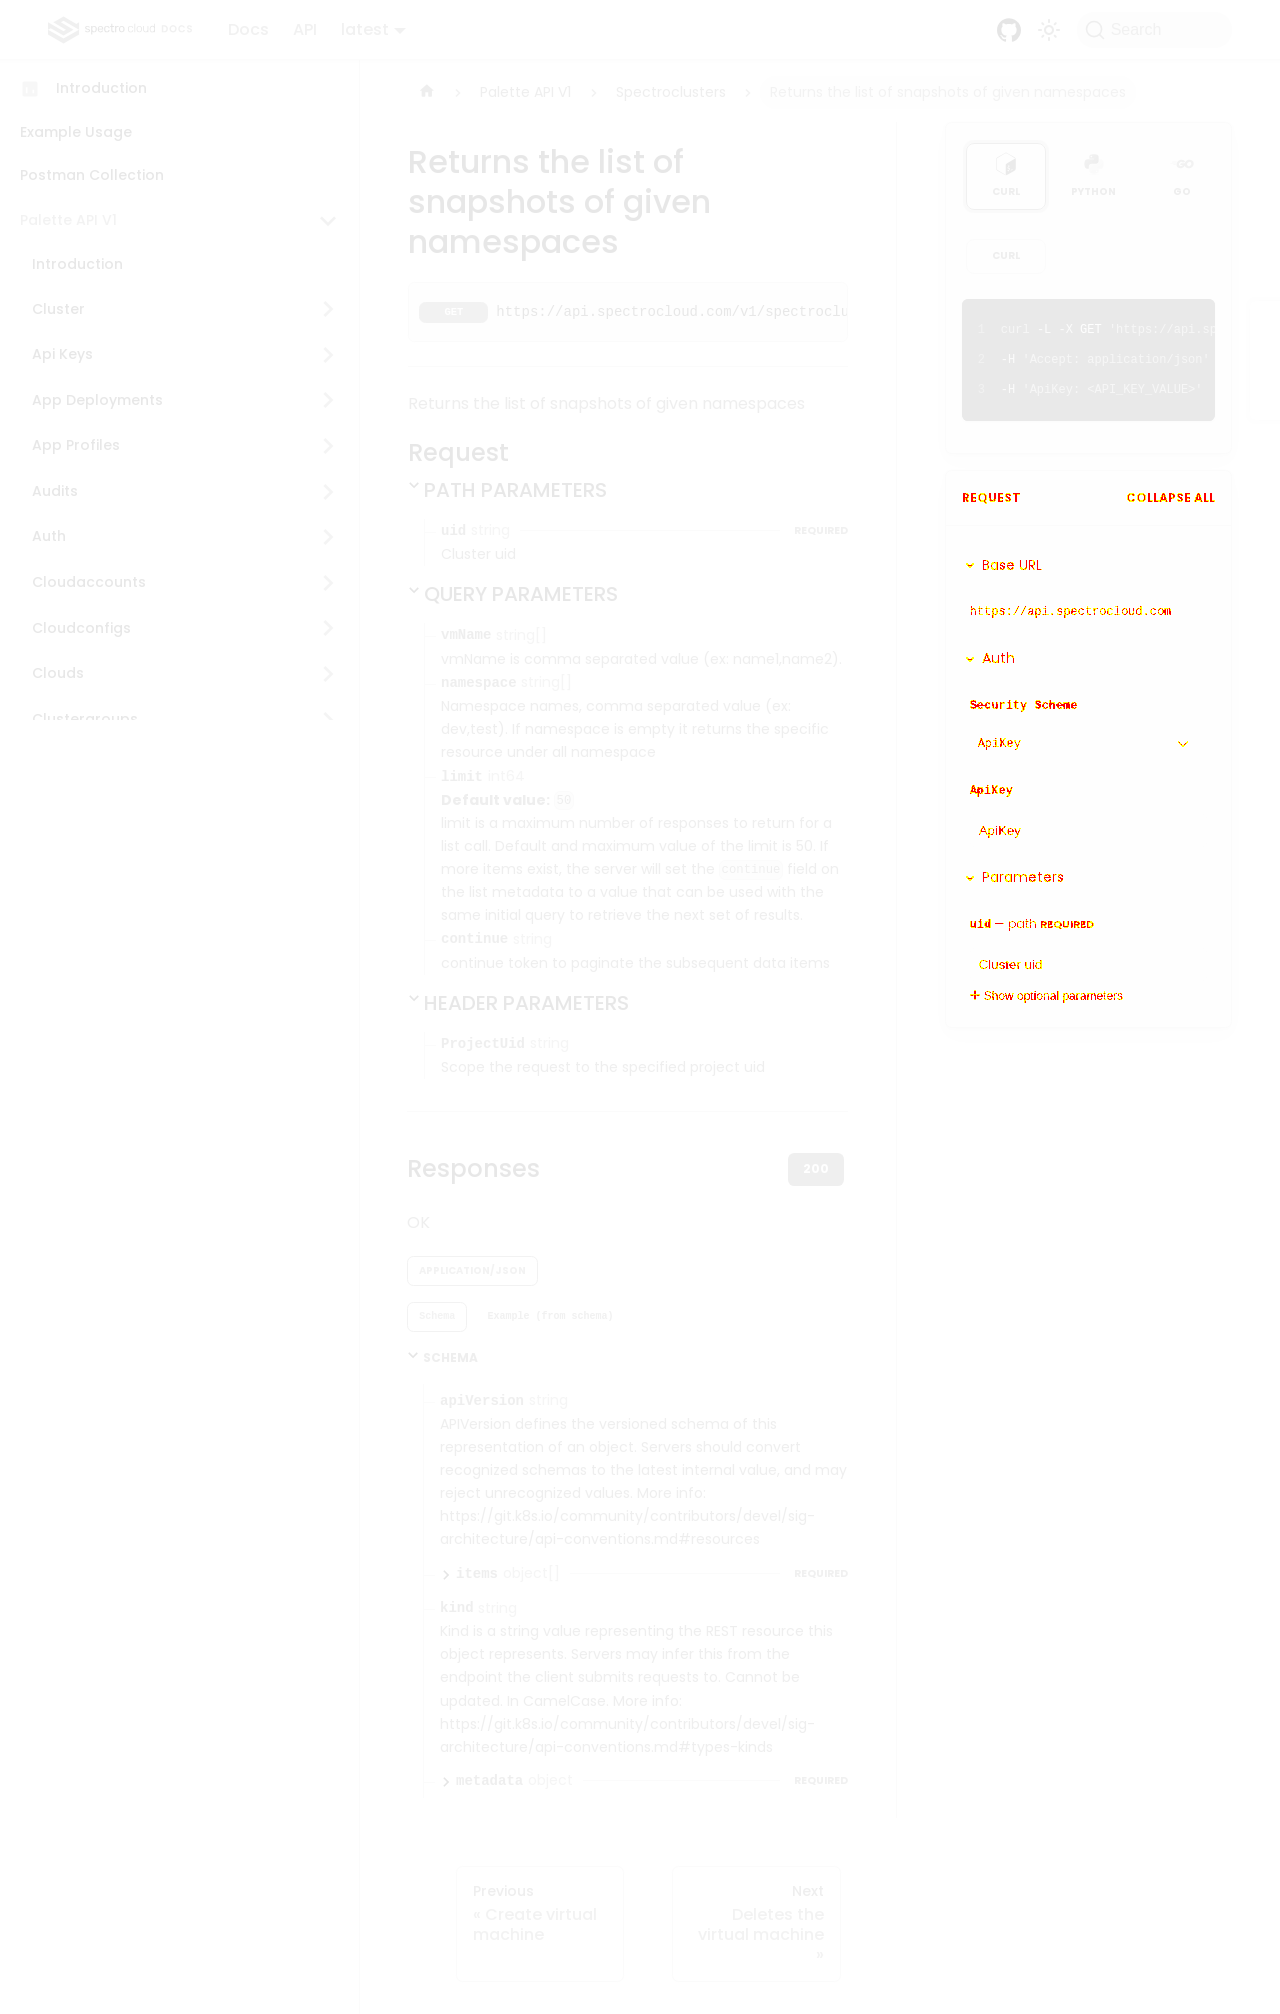 spectro cloud DOCS
Docs
API
latest
Search
Introduction
Example Usage
Postman Collection
Palette API V1
Introduction
Cluster
Api Keys
App Deployments
App Profiles
Audits
Auth
Cloudaccounts
Cloudconfigs
Clouds
Clustergroups
Palette API V1
Spectroclusters
Returns the list of snapshots of given namespaces
Returns the list of
snapshots of given
namespaces
GET https://api.spectrocloud.com/v1/spectroclu
Returns the list of snapshots of given namespaces
Request
PATH PARAMETERS
uid string REQUIRED
Cluster uid
QUERY PARAMETERS
vmName string[]
vmName is comma separated value (ex: name1,name2).
namespace string[]
Namespace names, comma separated value (ex:
dev,test). If namespace is empty it returns the specific
resource under all namespace
limit int64
Default value: 50
limit is a maximum number of responses to return for a
list call. Default and maximum value of the limit is 50. If
more items exist, the server will set the continue field on
the list metadata to a value that can be used with the
same initial query to retrieve the next set of results.
continue string
continue token to paginate the subsequent data items
HEADER PARAMETERS
ProjectUid string
Scope the request to the specified project uid
Responses
200
OK
APPLICATION/JSON
Schema
Example (from schema)
SCHEMA
apiVersion string
APIVersion defines the versioned schema of this
representation of an object. Servers should convert
recognized schemas to the latest internal value, and may
reject unrecognized values. More info:
https://git.k8s.io/community/contributors/devel/sig-
architecture/api-conventions.md#resources
items object[] REQUIRED
kind string
Kind is a string value representing the REST resource this
object represents. Servers may infer this from the
endpoint the client submits requests to. Cannot be
updated. In CamelCase. More info:
https://git.k8s.io/community/contributors/devel/sig-
architecture/api-conventions.md#types-kinds
metadata object REQUIRED
Previous
« Create virtual
machine
Next
Deletes the
virtual machine
»
CURL
PYTHON
GO
CURL
1 curl -L -X GET 'https://api.sp
2 -H 'Accept: application/json'
3 -H 'ApiKey: <API_KEY_VALUE>'
REQUEST
COLLAPSE ALL
Base URL
https://api.spectrocloud.com
Auth
Security Scheme
ApiKey
ApiKey
ApiKey
Parameters
uid — path REQUIRED
Cluster uid
+ Show optional parameters